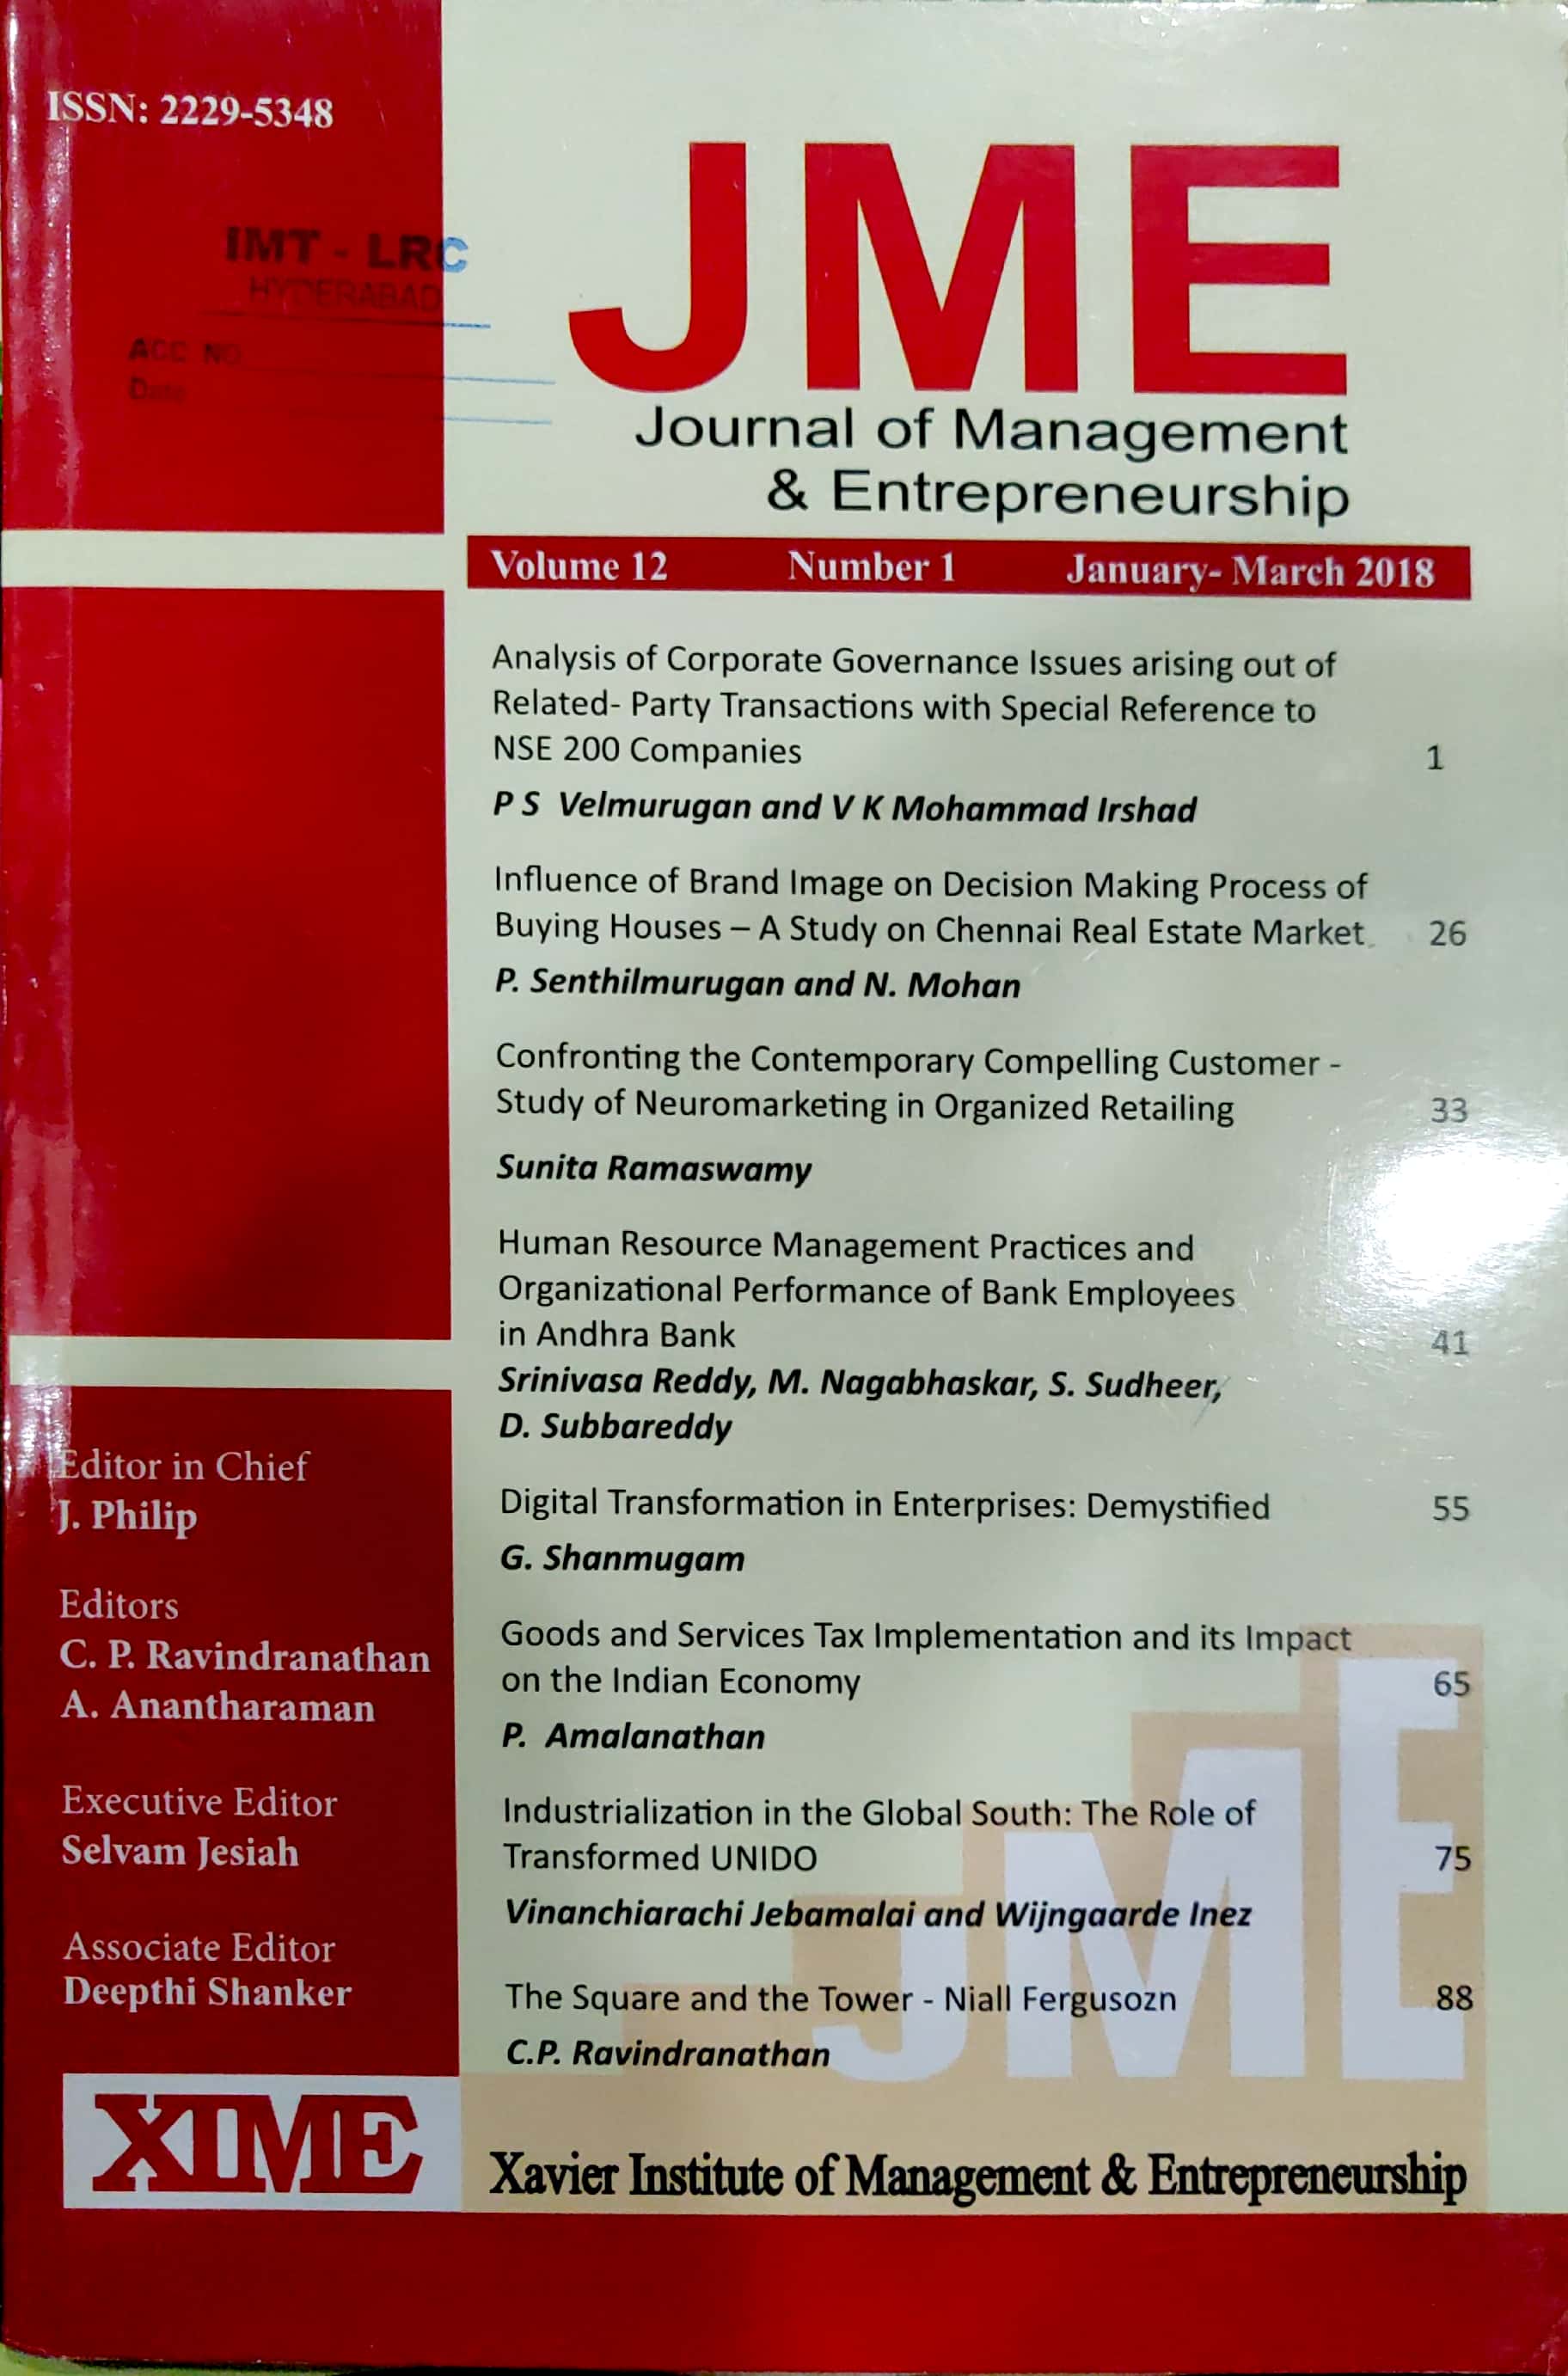 ISSN: 2229-5348
IMT - LRC
HYDERABAD
ACC NO
Date
JME
Journal of Management
& Entrepreneurship
Volume 12 Number 1 January- March 2018
Analysis of Corporate Governance Issues arising out of
Related- Party Transactions with Special Reference to
NSE 200 Companies 1
P S Velmurugan and V K Mohammad Irshad
Influence of Brand Image on Decision Making Process of
Buying Houses – A Study on Chennai Real Estate Market 26
P. Senthilmurugan and N. Mohan
Confronting the Contemporary Compelling Customer -
Study of Neuromarketing in Organized Retailing 33
Sunita Ramaswamy
Human Resource Management Practices and
Organizational Performance of Bank Employees
in Andhra Bank 41
Srinivasa Reddy, M. Nagabhaskar, S. Sudheer,
D. Subbareddy
Digital Transformation in Enterprises: Demystified 55
G. Shanmugam
Goods and Services Tax Implementation and its Impact
on the Indian Economy 65
P. Amalanathan
Industrialization in the Global South: The Role of
Transformed UNIDO 75
Vinanchiarachi Jebamalai and Wijngaarde Inez
The Square and the Tower - Niall Fergusozn 88
C.P. Ravindranathan
JME
Editor in Chief
J. Philip
Editors
C. P. Ravindranathan
A. Anantharaman
Executive Editor
Selvam Jesiah
Associate Editor
Deepthi Shanker
XIME
Xavier Institute of Management & Entrepreneurship